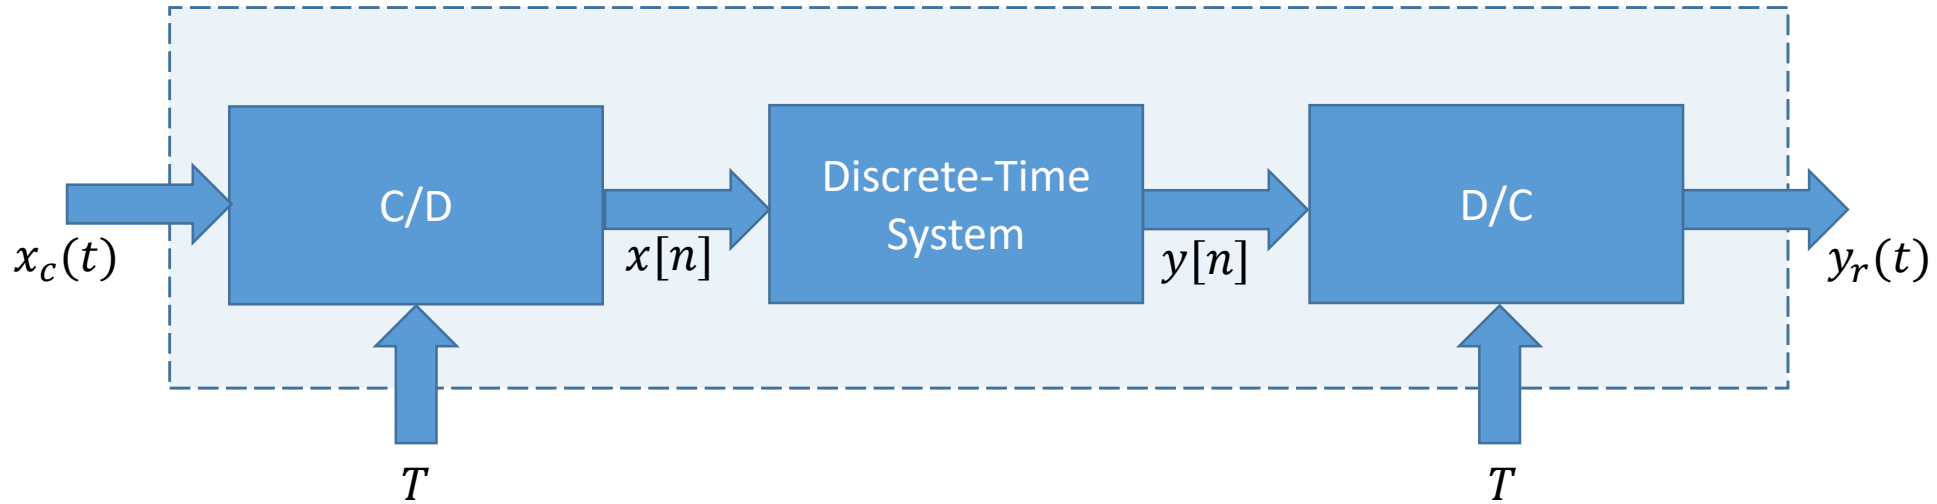 C/D
Discrete-Time
System
D/C
x_c(t)
x[n]
y[n]
y_r(t)
T
T